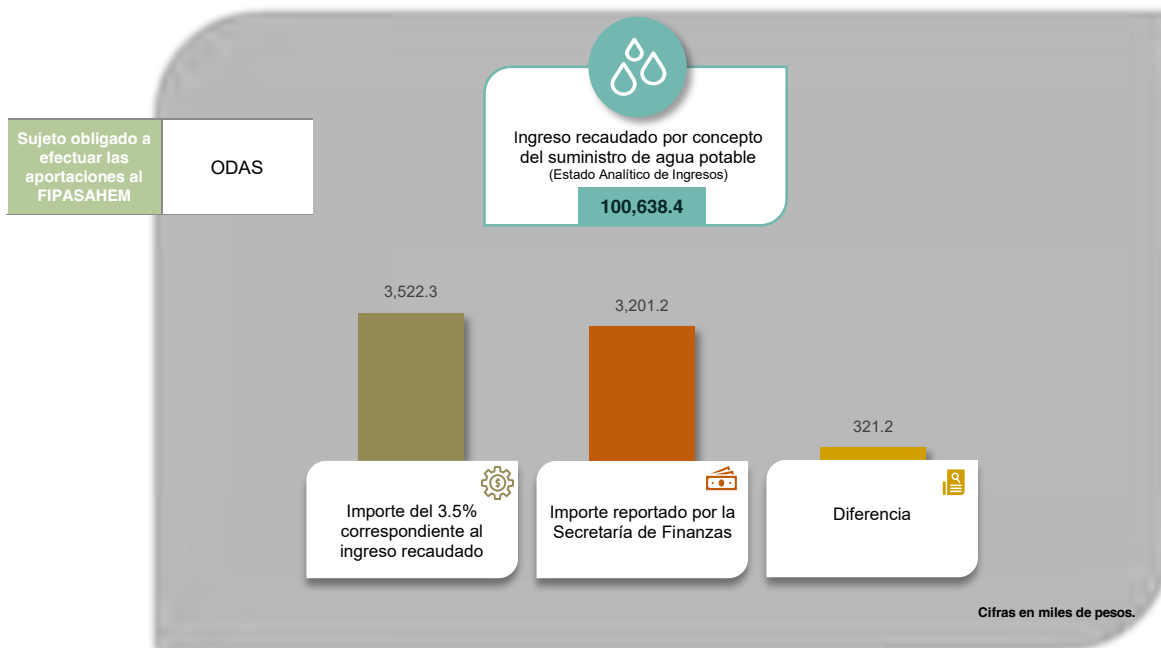 Sujeto obligado a
efectuar las
aportaciones al
FIPASAHEM
ODAS
Ingreso recaudado por concepto
del suministro de agua potable
(Estado Analítico de Ingresos)
100,638.4
3,522.3
3,201.2
321.2
Importe del 3.5%
correspondiente al
ingreso recaudado
Importe reportado por la
Secretaría de Finanzas
Diferencia
Cifras en miles de pesos.